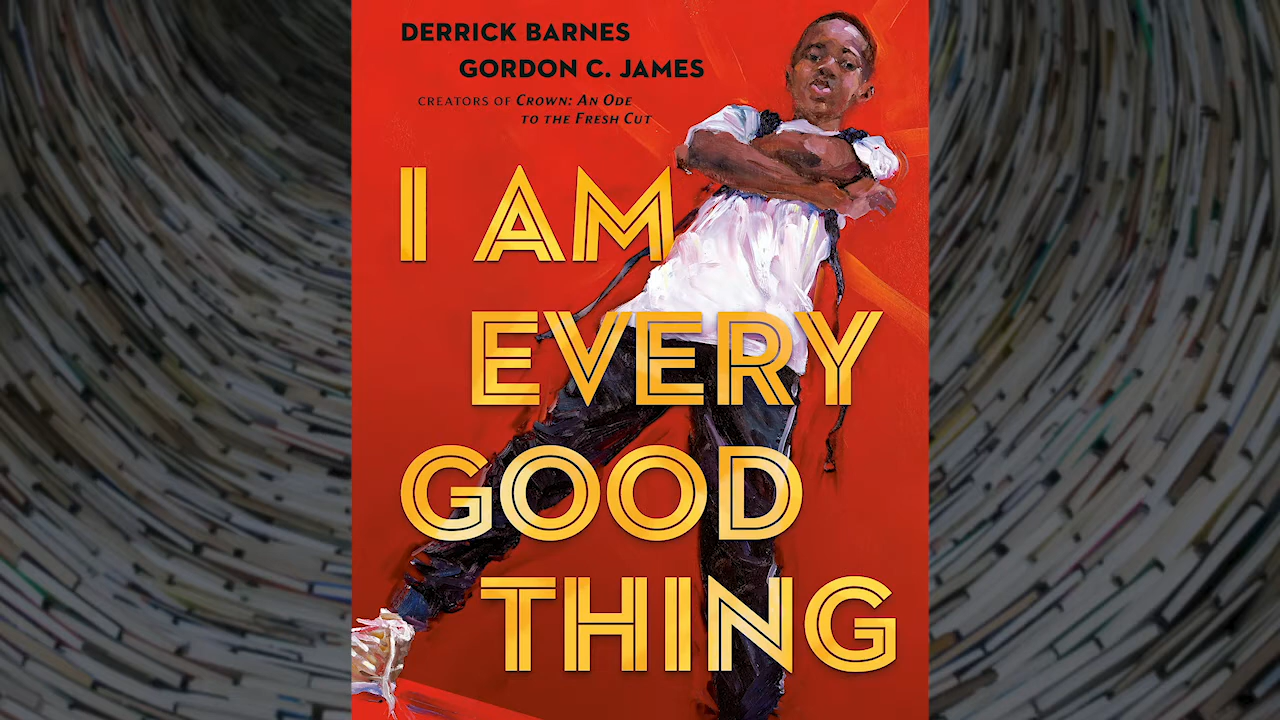 DERRICK BARNES
GORDON C. JAMES
CREATORS OF CROWN: AN ODE
TO THE FRESH CUT
I AM
EVERY
GOOD
THING